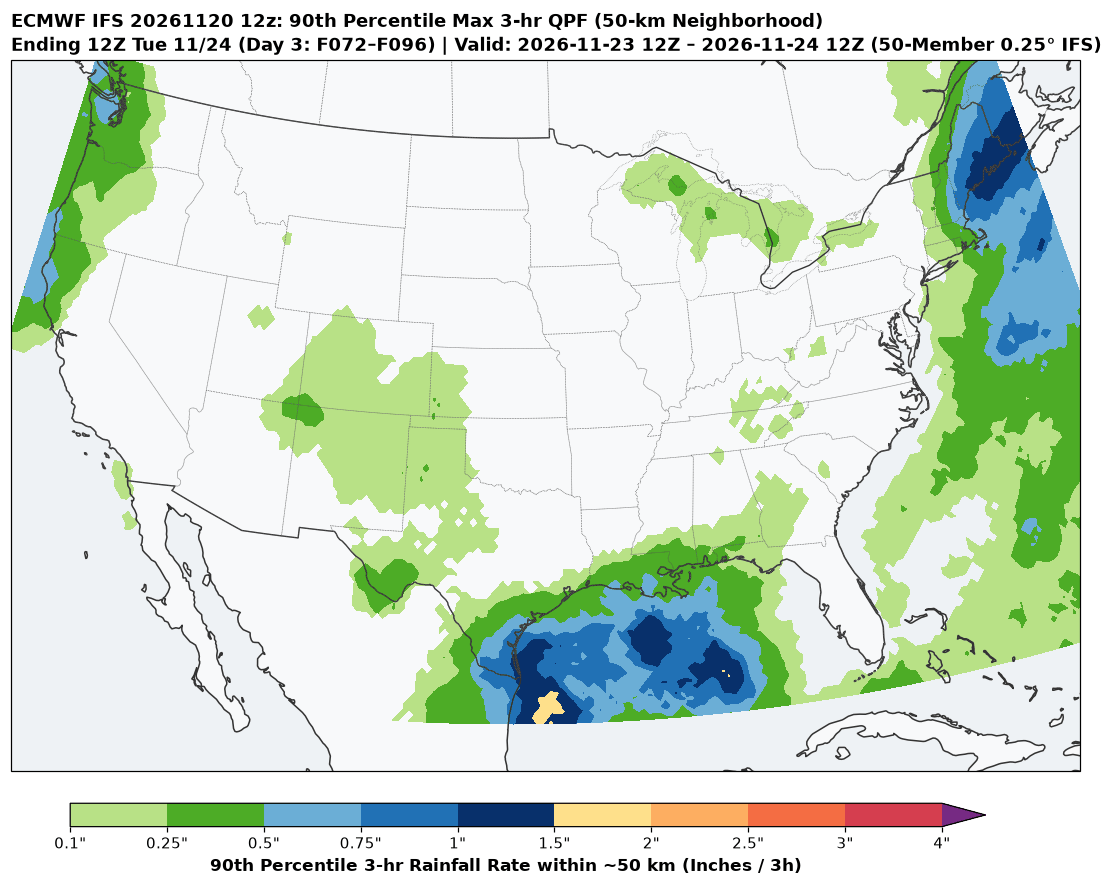 ECMWF IFS 20261120 12z: 90th Percentile Max 3-hr QPF (50-km Neighborhood)
Ending 12Z Tue 11/24 (Day 3: F072–F096) | Valid: 2026-11-23 12Z – 2026-11-24 12Z (50-Member 0.25° IFS)
0.1" 0.25" 0.5" 0.75" 1" 1.5" 2" 2.5" 3" 4"
90th Percentile 3-hr Rainfall Rate within ~50 km (Inches / 3h)